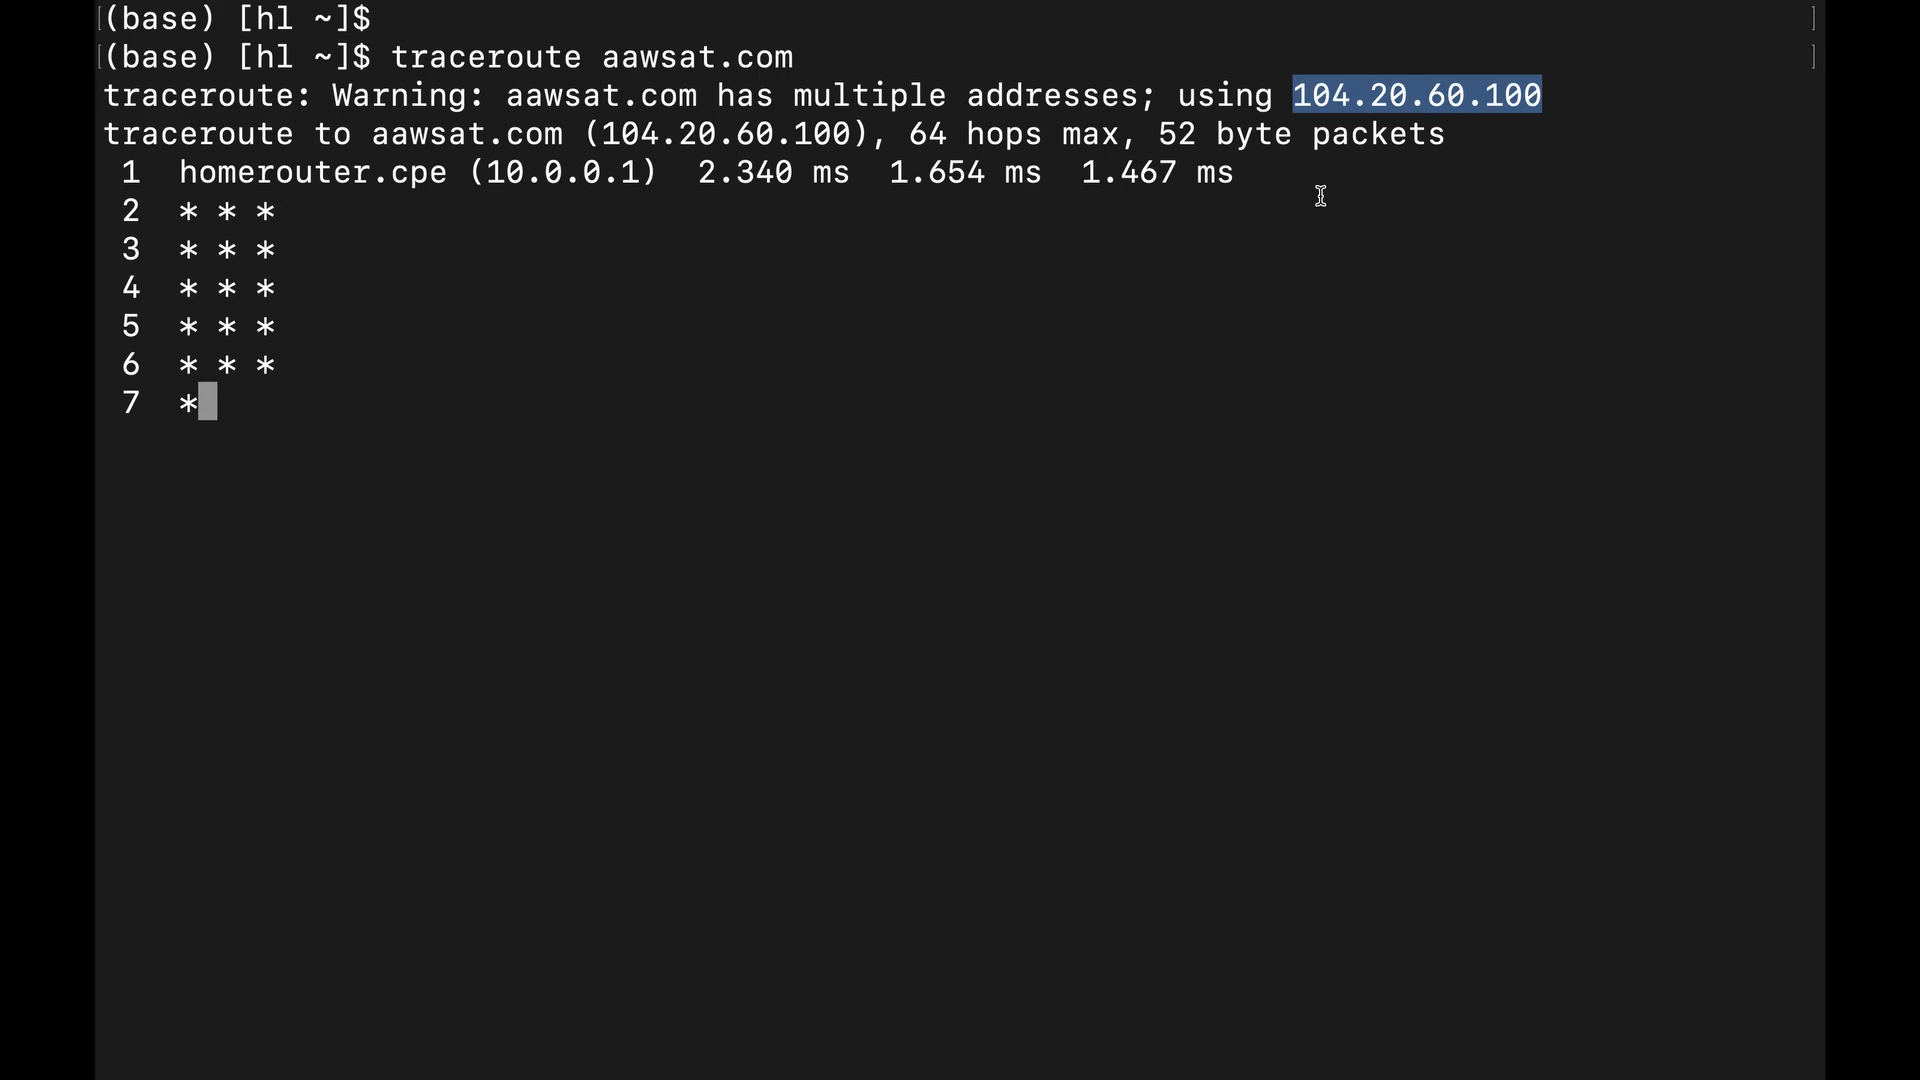 (base) [hl ~]$
(base) [hl ~]$ traceroute aawsat.com
traceroute: Warning: aawsat.com has multiple addresses; using 104.20.60.100
traceroute to aawsat.com (104.20.60.100), 64 hops max, 52 byte packets
1 homerouter.cpe (10.0.0.1) 2.340 ms 1.654 ms 1.467 ms
2 * * *
3 * * *
4 * * *
5 * * *
6 * * *
7 *